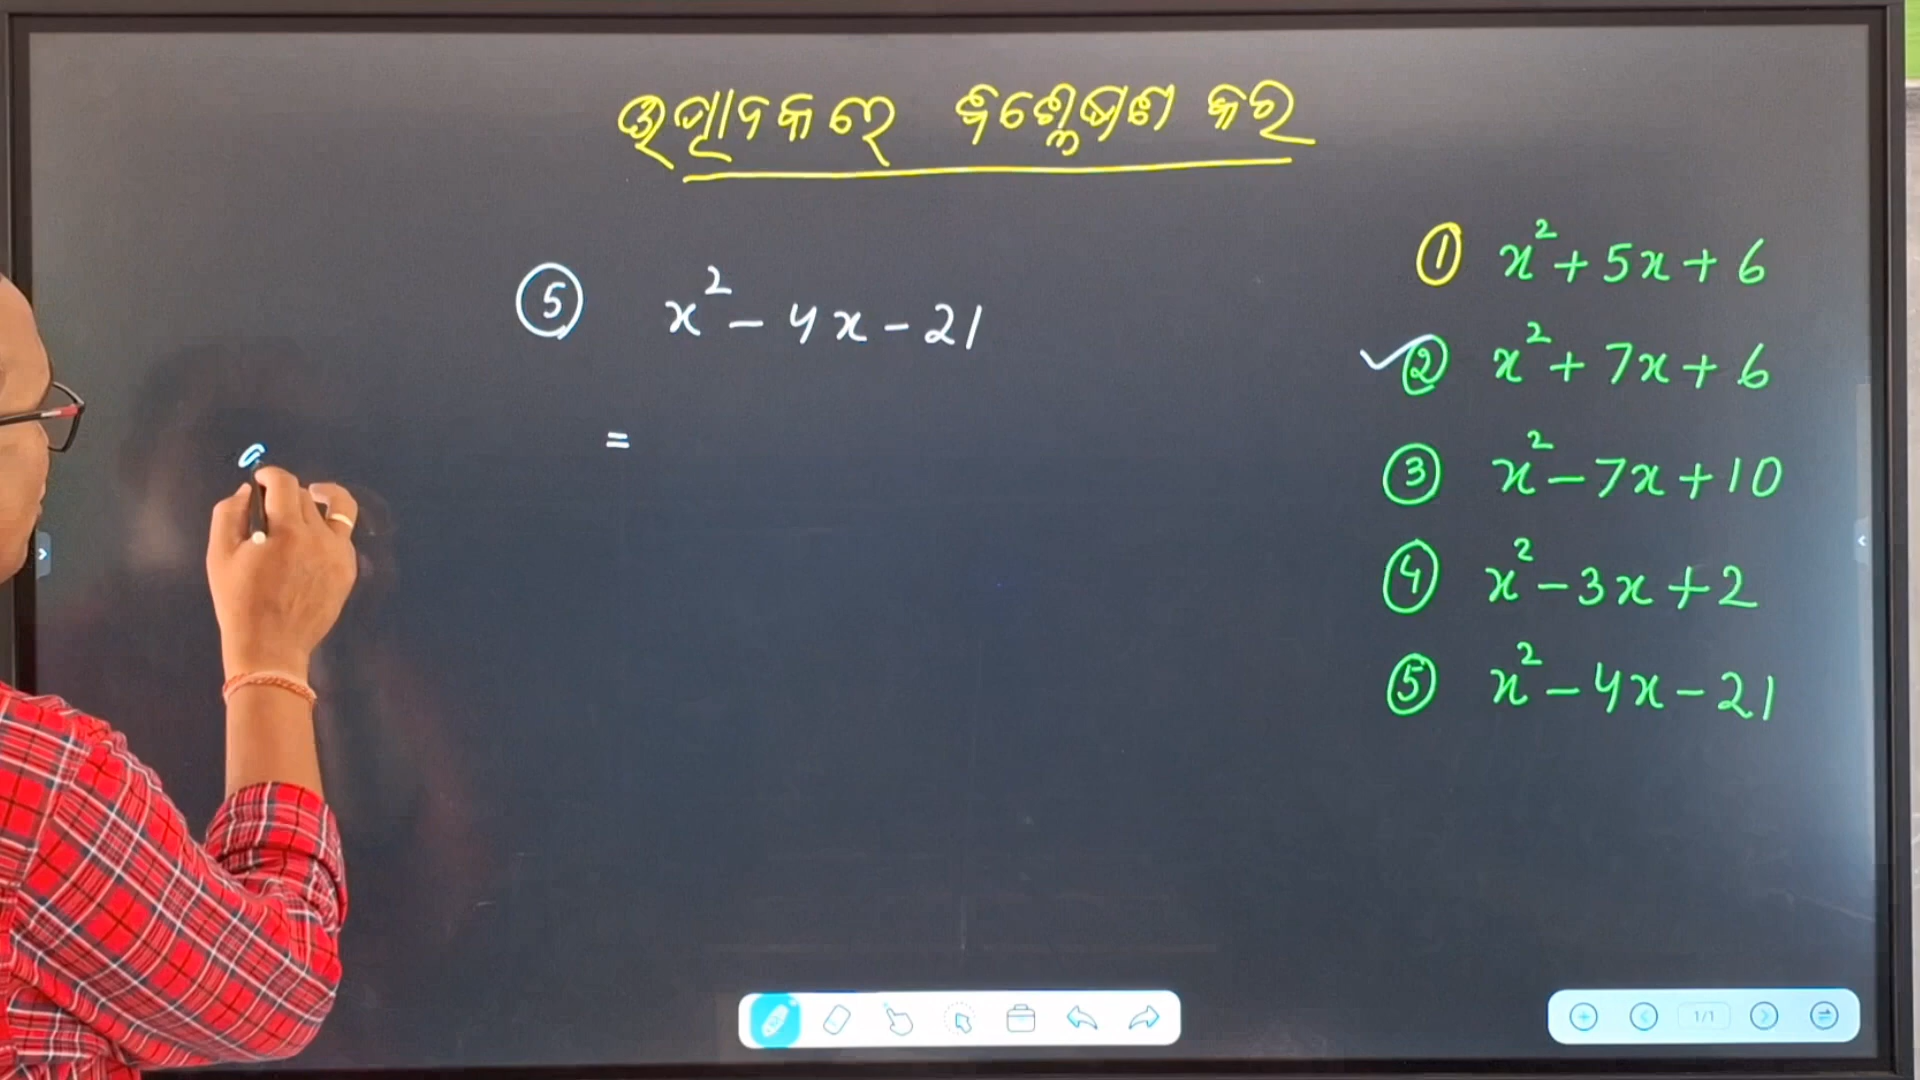 ଉତ୍ପାଦକରେ ବିଶ୍ଳେଷଣ କର
⑤ x² - 4x - 21
=
① x² + 5x + 6
✓② x² + 7x + 6
③ x² - 7x + 10
④ x² - 3x + 2
⑤ x² - 4x - 21
1/1